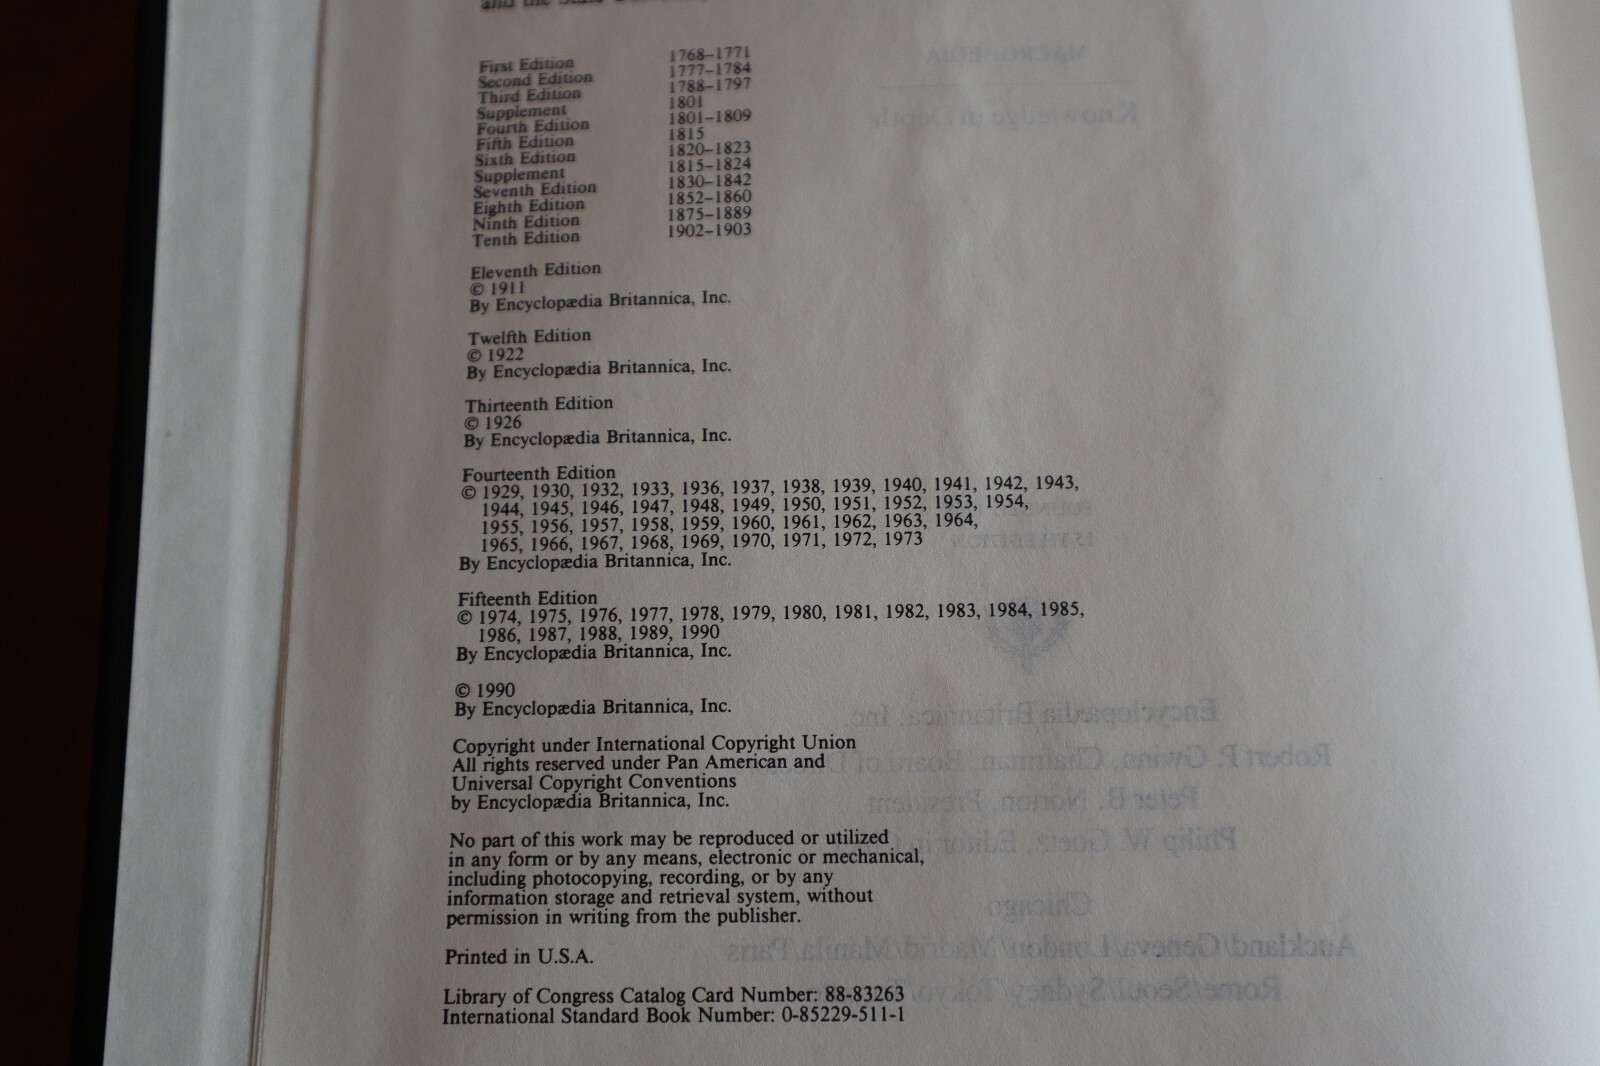 and the State
First Edition 1768–1771
Second Edition 1777–1784
Third Edition 1788–1797
Supplement 1801
Fourth Edition 1801–1809
Fifth Edition 1815
Sixth Edition 1820–1823
Supplement 1815–1824
Seventh Edition 1830–1842
Eighth Edition 1852–1860
Ninth Edition 1875–1889
Tenth Edition 1902–1903
Eleventh Edition
© 1911
By Encyclopædia Britannica, Inc.
Twelfth Edition
© 1922
By Encyclopædia Britannica, Inc.
Thirteenth Edition
© 1926
By Encyclopædia Britannica, Inc.
Fourteenth Edition
© 1929, 1930, 1932, 1933, 1936, 1937, 1938, 1939, 1940, 1941, 1942, 1943,
1944, 1945, 1946, 1947, 1948, 1949, 1950, 1951, 1952, 1953, 1954,
1955, 1956, 1957, 1958, 1959, 1960, 1961, 1962, 1963, 1964,
1965, 1966, 1967, 1968, 1969, 1970, 1971, 1972, 1973
By Encyclopædia Britannica, Inc.
Fifteenth Edition
© 1974, 1975, 1976, 1977, 1978, 1979, 1980, 1981, 1982, 1983, 1984, 1985,
1986, 1987, 1988, 1989, 1990
By Encyclopædia Britannica, Inc.
© 1990
By Encyclopædia Britannica, Inc.
Copyright under International Copyright Union
All rights reserved under Pan American and
Universal Copyright Conventions
by Encyclopædia Britannica, Inc.
No part of this work may be reproduced or utilized
in any form or by any means, electronic or mechanical,
including photocopying, recording, or by any
information storage and retrieval system, without
permission in writing from the publisher.
Printed in U.S.A.
Library of Congress Catalog Card Number: 88-83263
International Standard Book Number: 0-85229-511-1